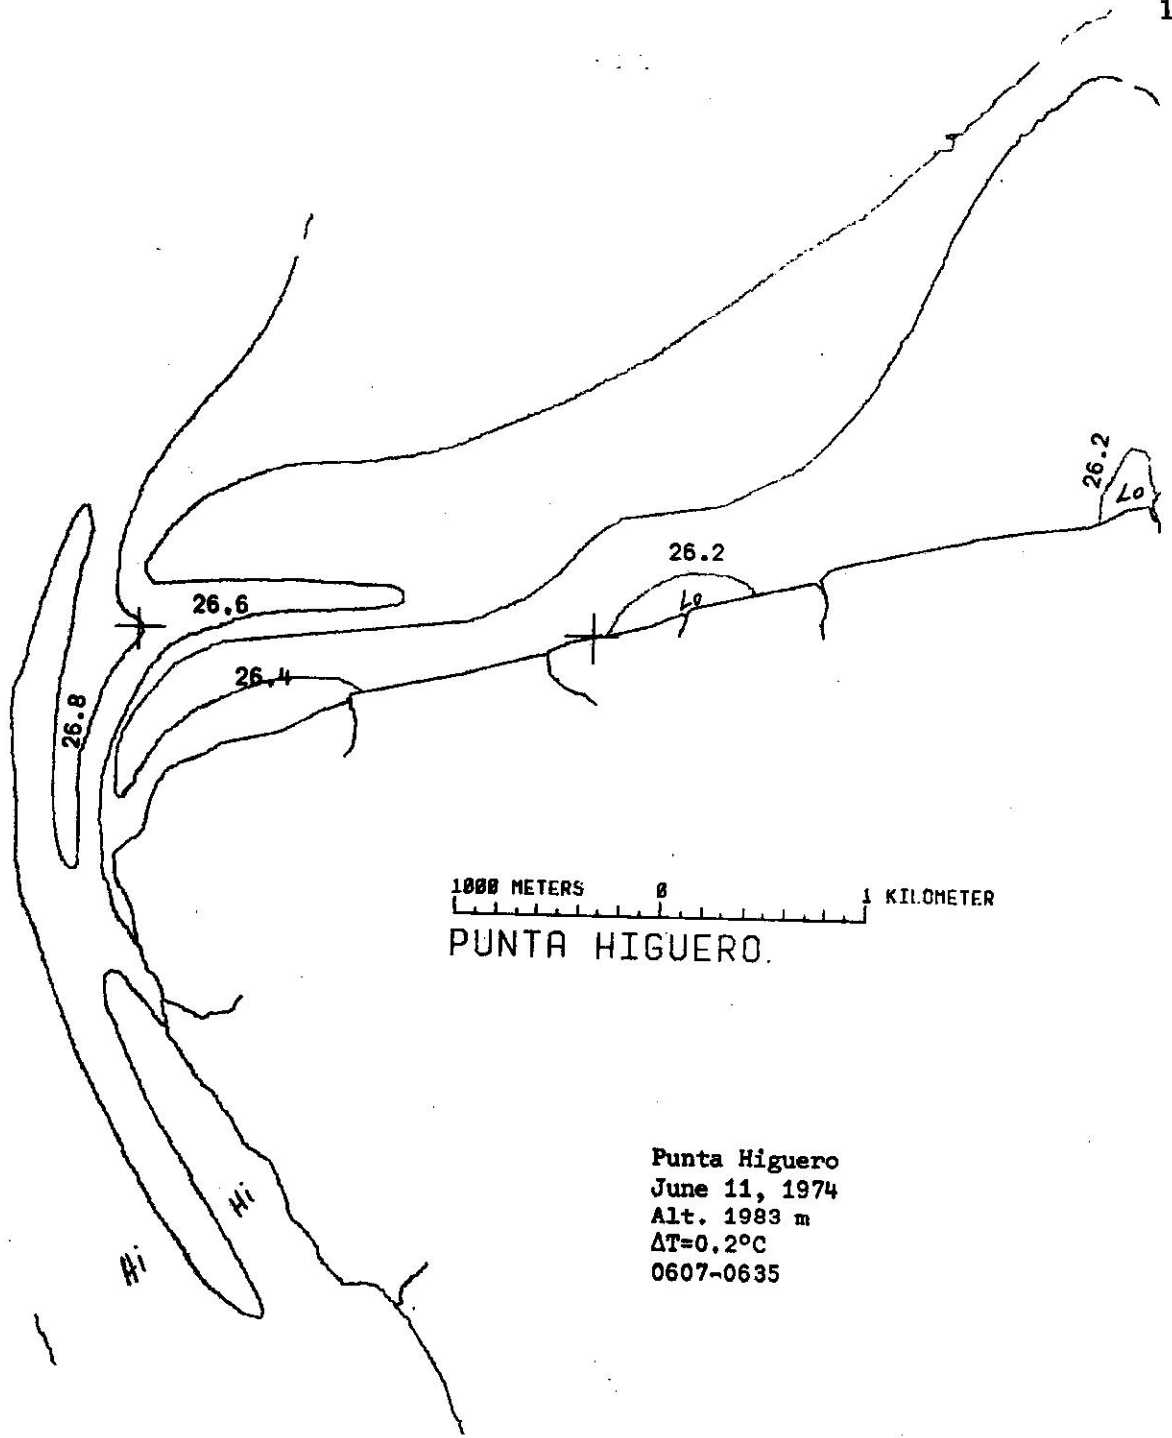 1
26.2
Lo
26.2
Lo
26.6
26.4
26.8
1000 METERS 0 1 KILOMETER
PUNTA HIGUERO.
Punta Higuero
June 11, 1974
Alt. 1983 m
ΔT=0.2°C
0607-0635
Hi
Hi